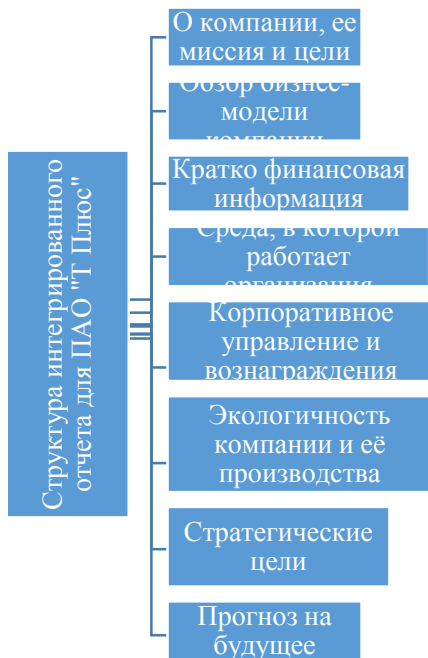 Структура интегрированного
отчета для ПАО "Т Плюс"
О компании, ее
миссия и цели
Обзор бизнес-
модели
компании
Кратко финансовая
информация
Среда, в которой
работает
организация
Корпоративное
управление и
вознаграждения
Экологичность
компании и её
производства
Стратегические
цели
Прогноз на
будущее